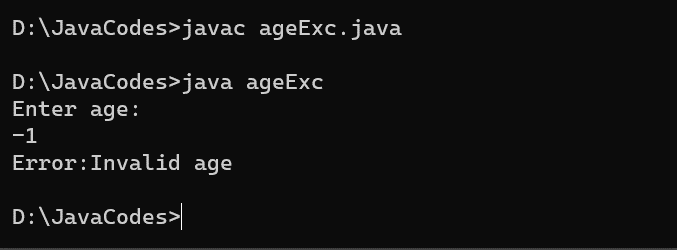 D:\JavaCodes>javac ageExc.java
D:\JavaCodes>java ageExc
Enter age:
-1
Error:Invalid age
D:\JavaCodes>